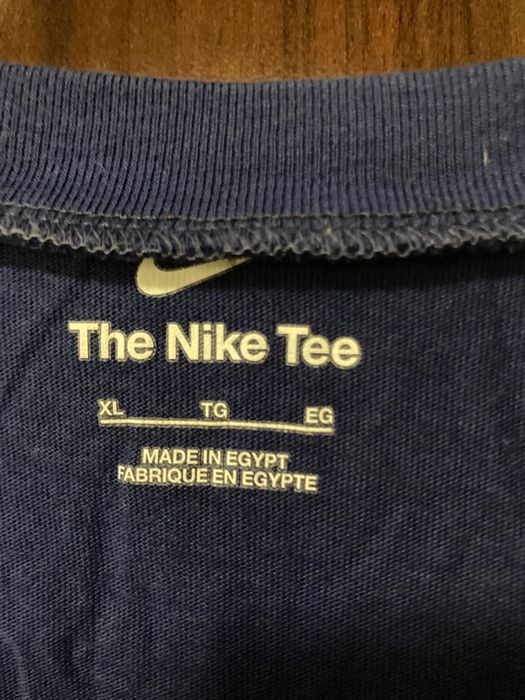 The Nike Tee
XL TG EG
MADE IN EGYPT
FABRIQUE EN EGYPTE